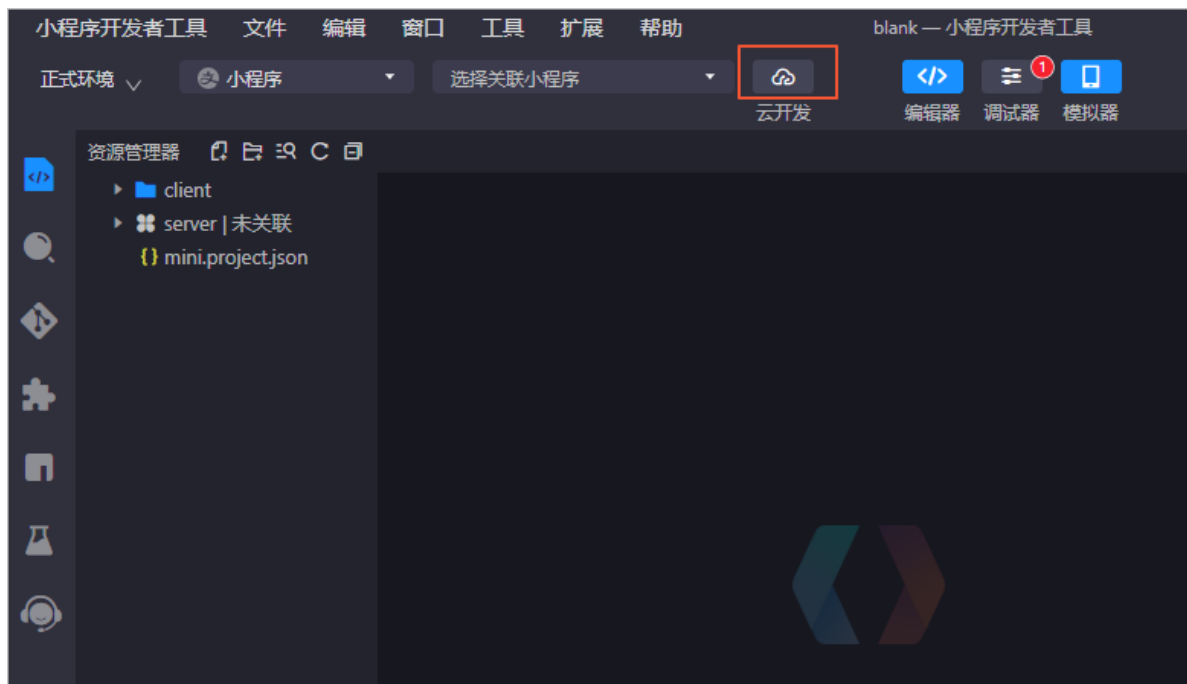 小程序开发者工具 文件 编辑 窗口 工具 扩展 帮助 blank — 小程序开发者工具
正式环境 小程序 选择关联小程序 1
云开发 编辑器 调试器 模拟器
资源管理器
client
server | 未关联
{} mini.project.json